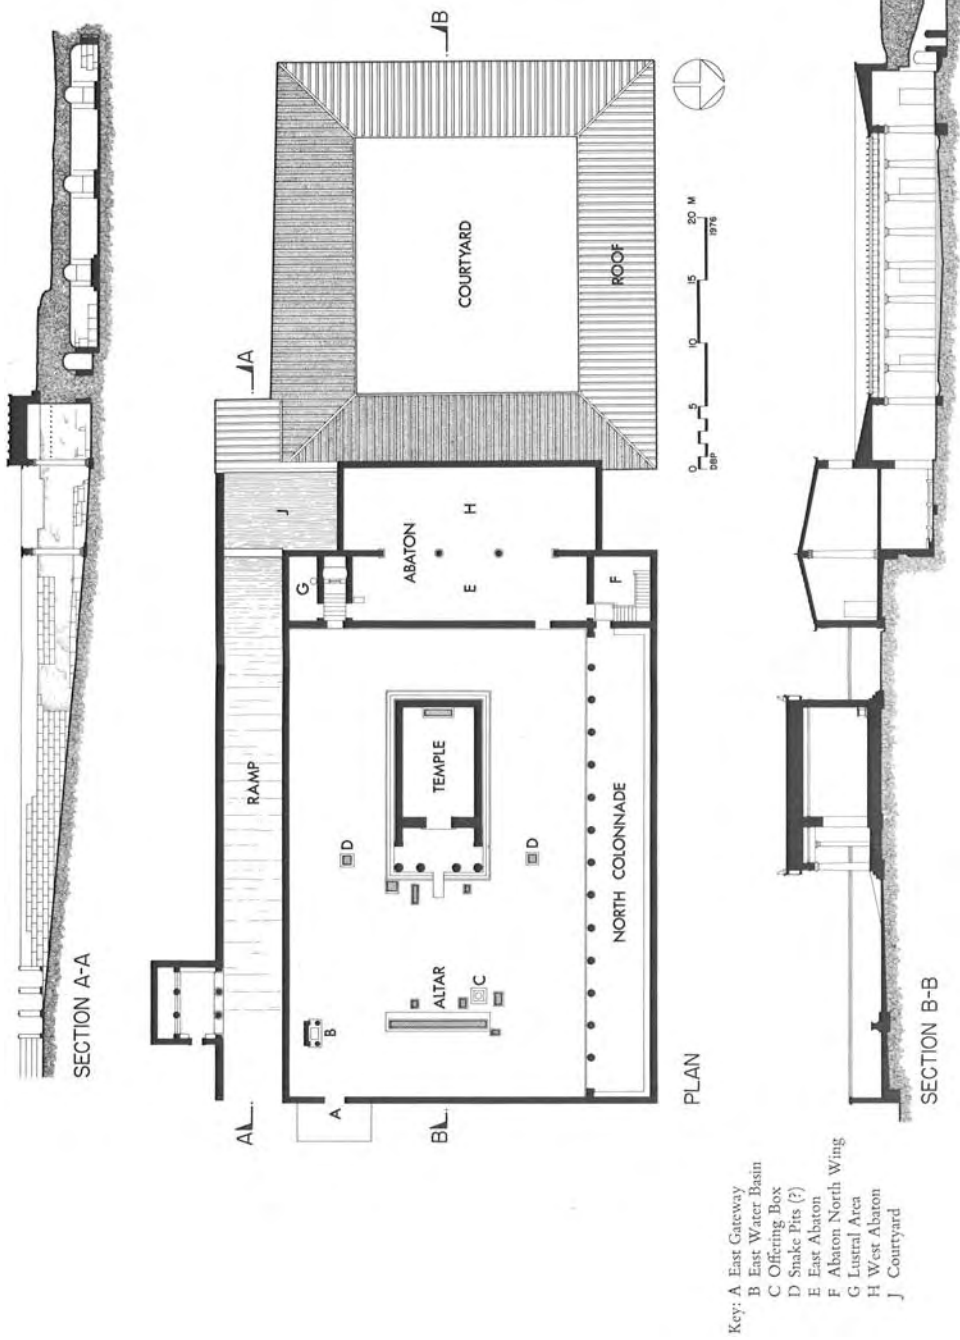 SECTION A-A
A
A
B
B
RAMP
J
G
ABATON
E
H
F
COURTYARD
ROOF
TEMPLE
D
D
ALTAR
B
C
A
NORTH COLONNADE
PLAN
0 5 10 15 20 M
DBP 1976
SECTION B-B
Key: A East Gateway
B East Water Basin
C Offering Box
D Snake Pits (?)
E East Abaton
F Abaton North Wing
G Lustral Area
H West Abaton
J Courtyard